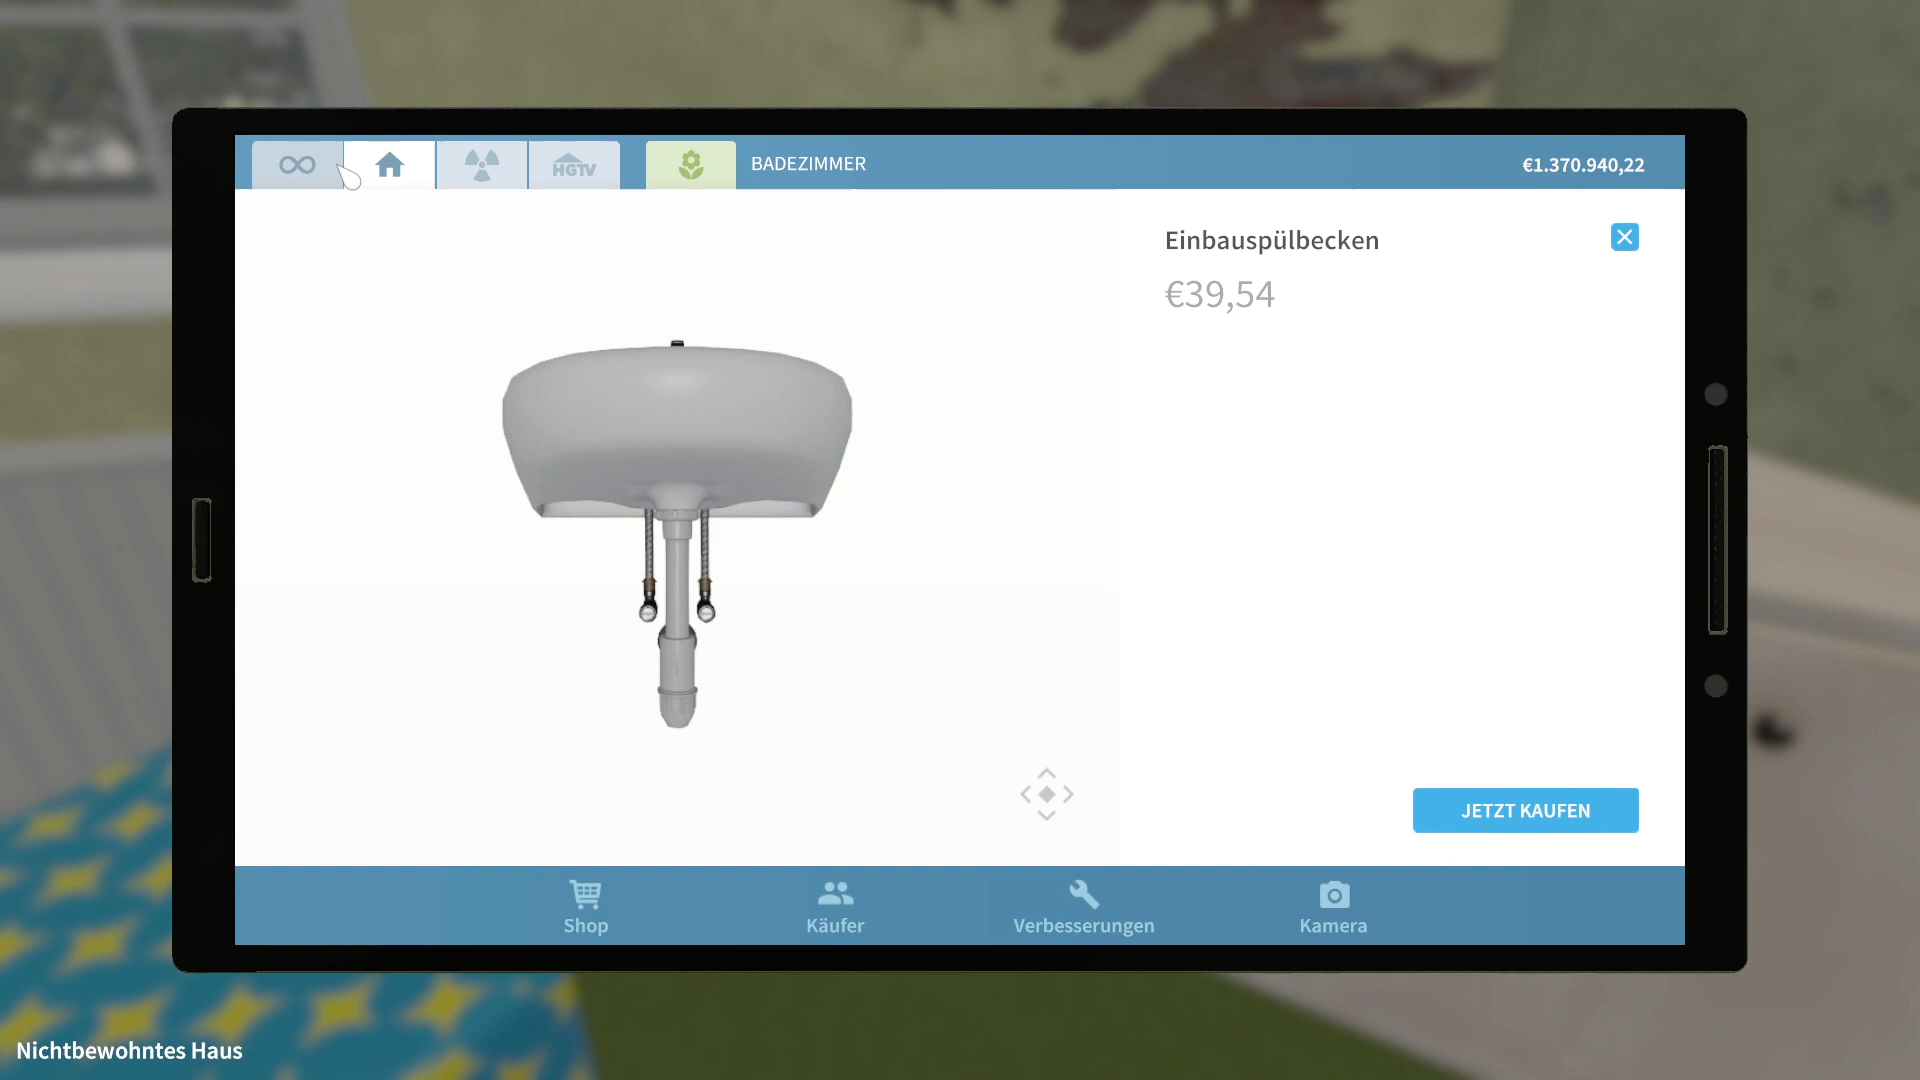 HGTV
BADEZIMMER
€1.370.940,22
Einbauspülbecken
€39,54
JETZT KAUFEN
Shop
Käufer
Verbesserungen
Kamera
Nichtbewohntes Haus